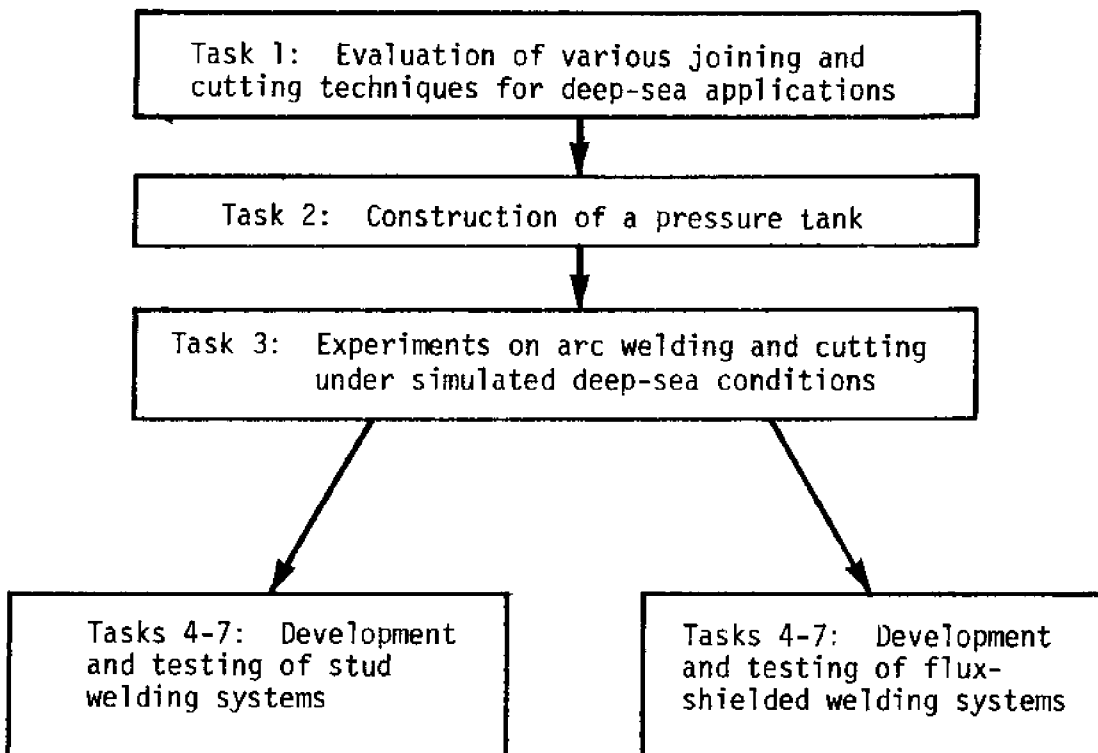 Task 1: Evaluation of various joining and
cutting techniques for deep-sea applications
Task 2: Construction of a pressure tank
Task 3: Experiments on arc welding and cutting
under simulated deep-sea conditions
Tasks 4-7: Development
and testing of stud
welding systems
Tasks 4-7: Development
and testing of flux-
shielded welding systems